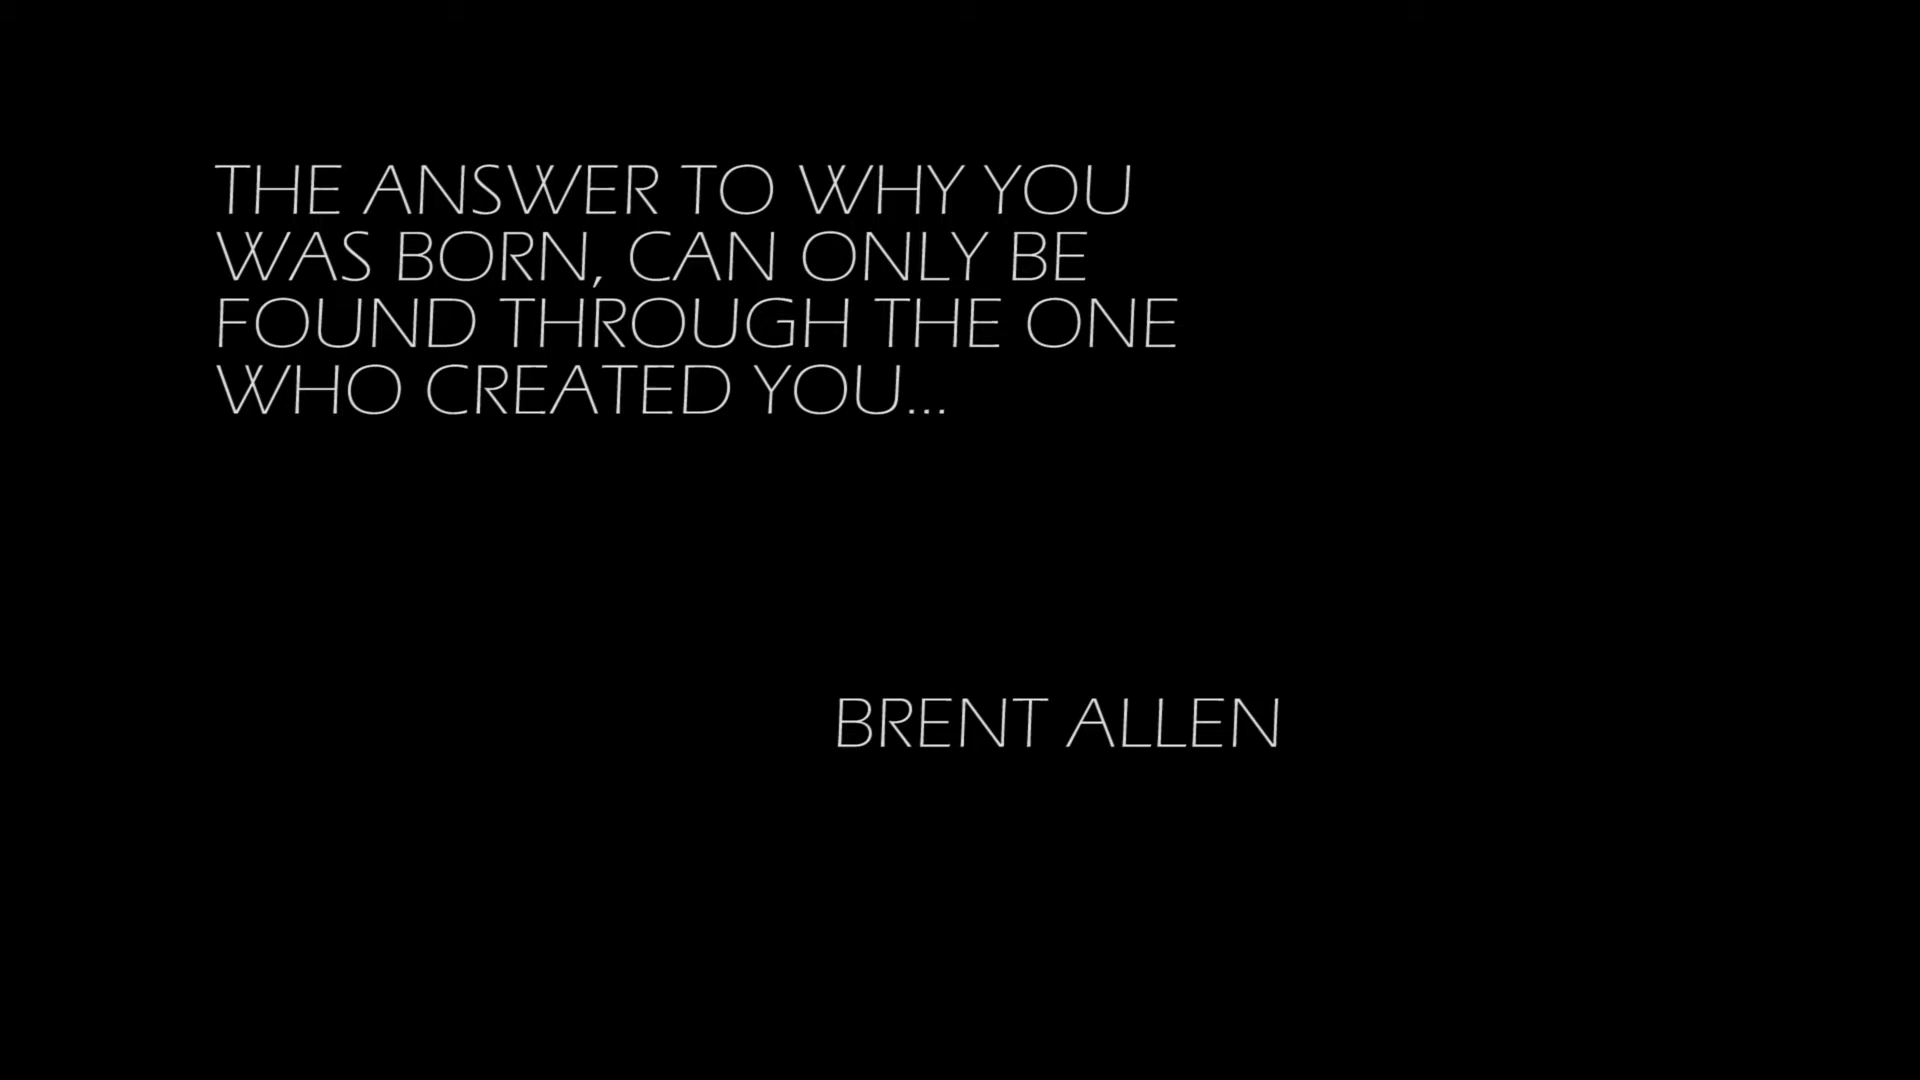 THE ANSWER TO WHY YOU
WAS BORN, CAN ONLY BE
FOUND THROUGH THE ONE
WHO CREATED YOU...
BRENT ALLEN